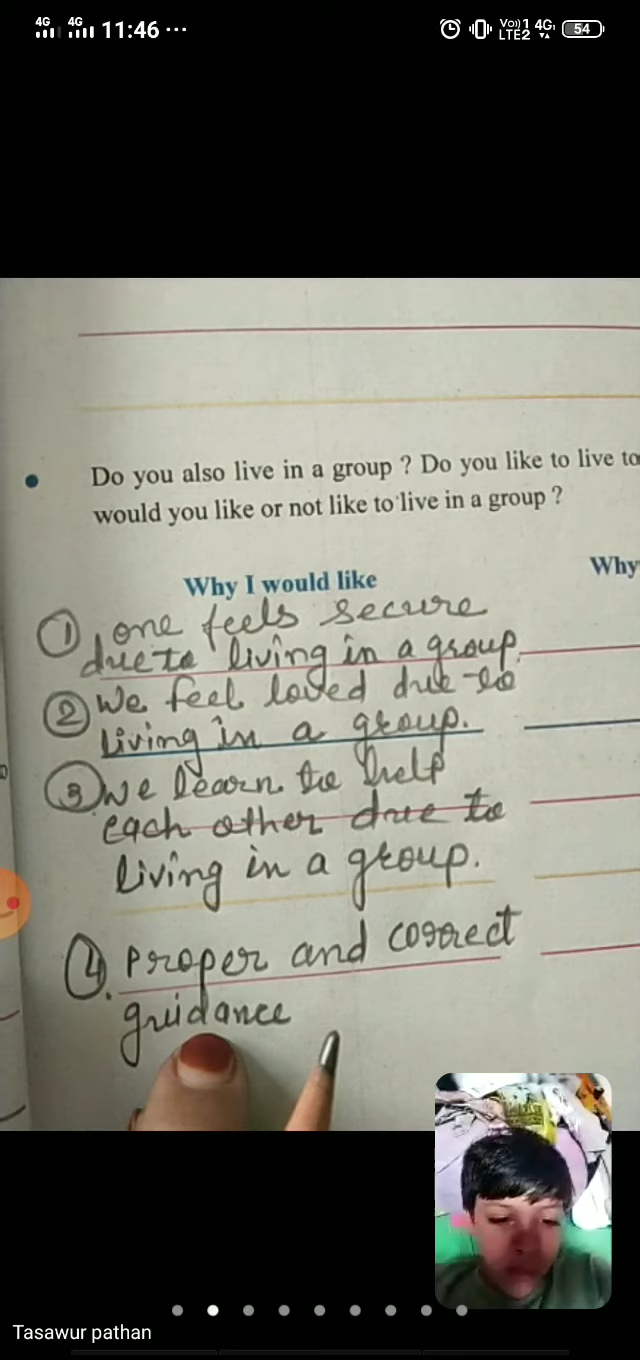 4G 4G 11:46 ··· Vo)) 1 LTE2 4G 54
Do you also live in a group ? Do you like to live to
would you like or not like to live in a group ?
Why I would like Why
① one feels secure
due to living in a group.
② We feel loved due to
living in a group.
③ We learn to help
each other due to
living in a group.
④. Proper and correct
guidance
Tasawur pathan